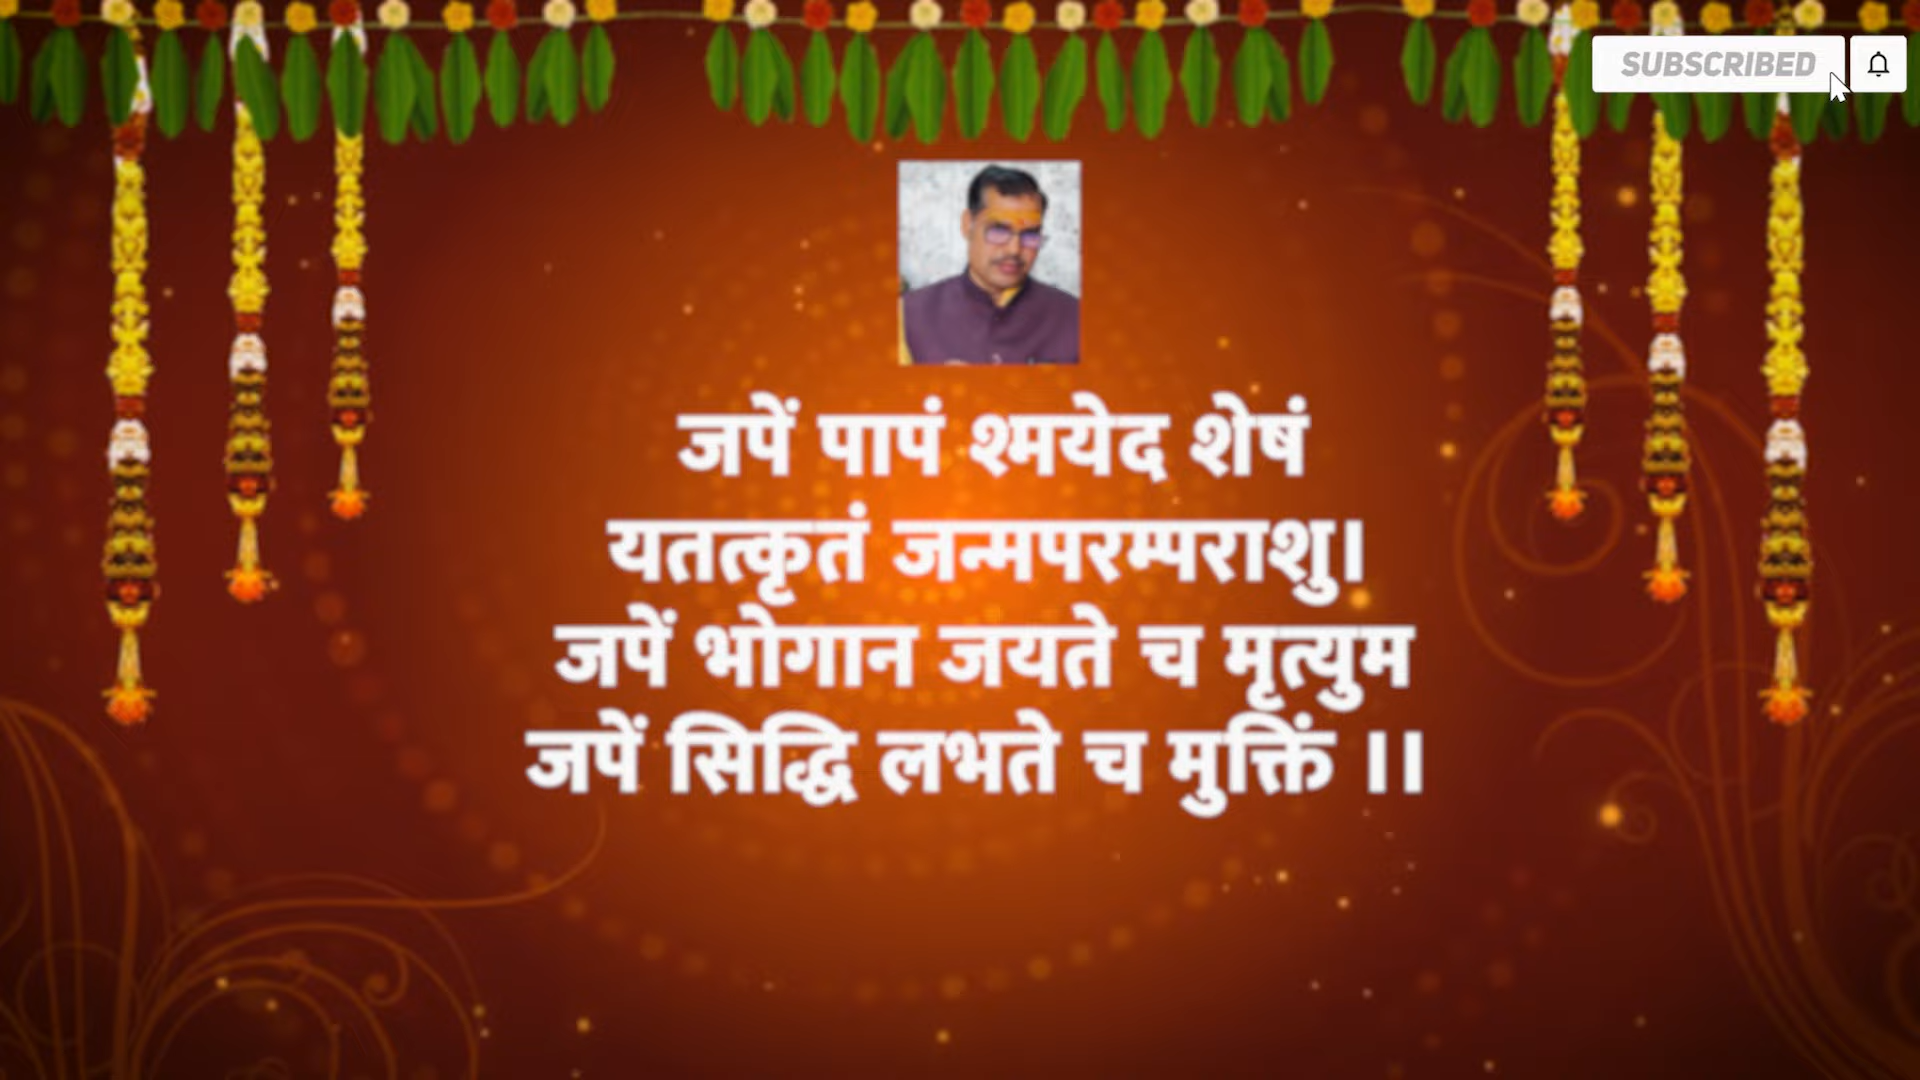 SUBSCRIBED
जपें पापं श्मयेद शेषं
यतत्कृतं जन्मपरम्पराशु।
जपें भोगान जयते च मृत्युम
जपें सिद्धि लभते च मुक्तिं ।।